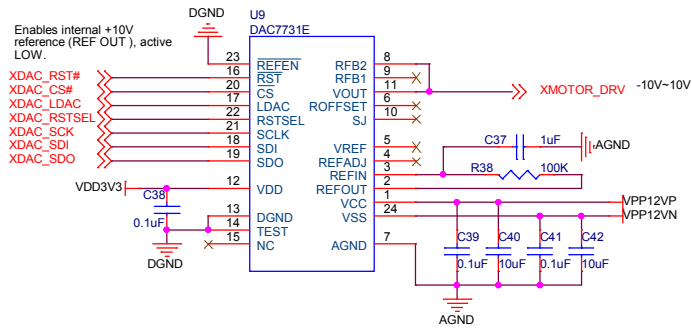 DGND
U9
DAC7731E
Enables internal +10V
reference (REF OUT ), active
LOW.
23 REFEN RFB2 8
XDAC_RST# 16 RST RFB1 9
XDAC_CS# 20 CS VOUT 11 XMOTOR_DRV -10V~10V
XDAC_LDAC 17 LDAC ROFFSET 6
XDAC_RSTSEL 22 RSTSEL SJ 10
XDAC_SCK 21 SCLK
XDAC_SDI 18 SDI VREF 5 C37 1uF AGND
XDAC_SDO 19 SDO REFADJ 4
REFIN 3 R38 100K
VDD3V3 12 VDD REFOUT 2
C38 VCC 1 VPP12VP
0.1uF 13 DGND VSS 24 VPP12VN
14 TEST
15 NC AGND 7
C39 C40 C41 C42
0.1uF 10uF 0.1uF 10uF
DGND
AGND